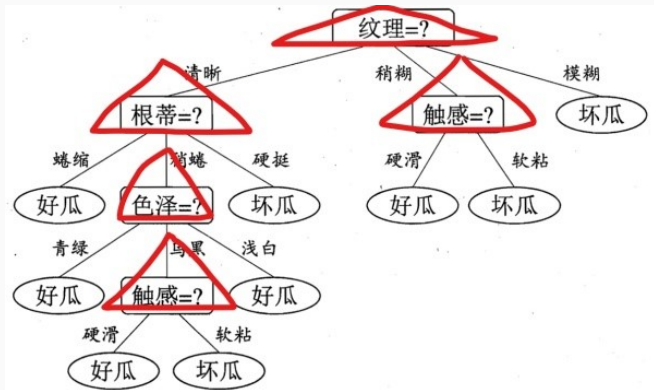 纹理=?
清晰 稍糊 模糊
根蒂=? 触感=? 坏瓜
蜷缩 稍蜷 硬挺 硬滑 软粘
好瓜 色泽=? 坏瓜 好瓜 坏瓜
青绿 乌黑 浅白
好瓜 触感=? 好瓜
硬滑 软粘
好瓜 坏瓜